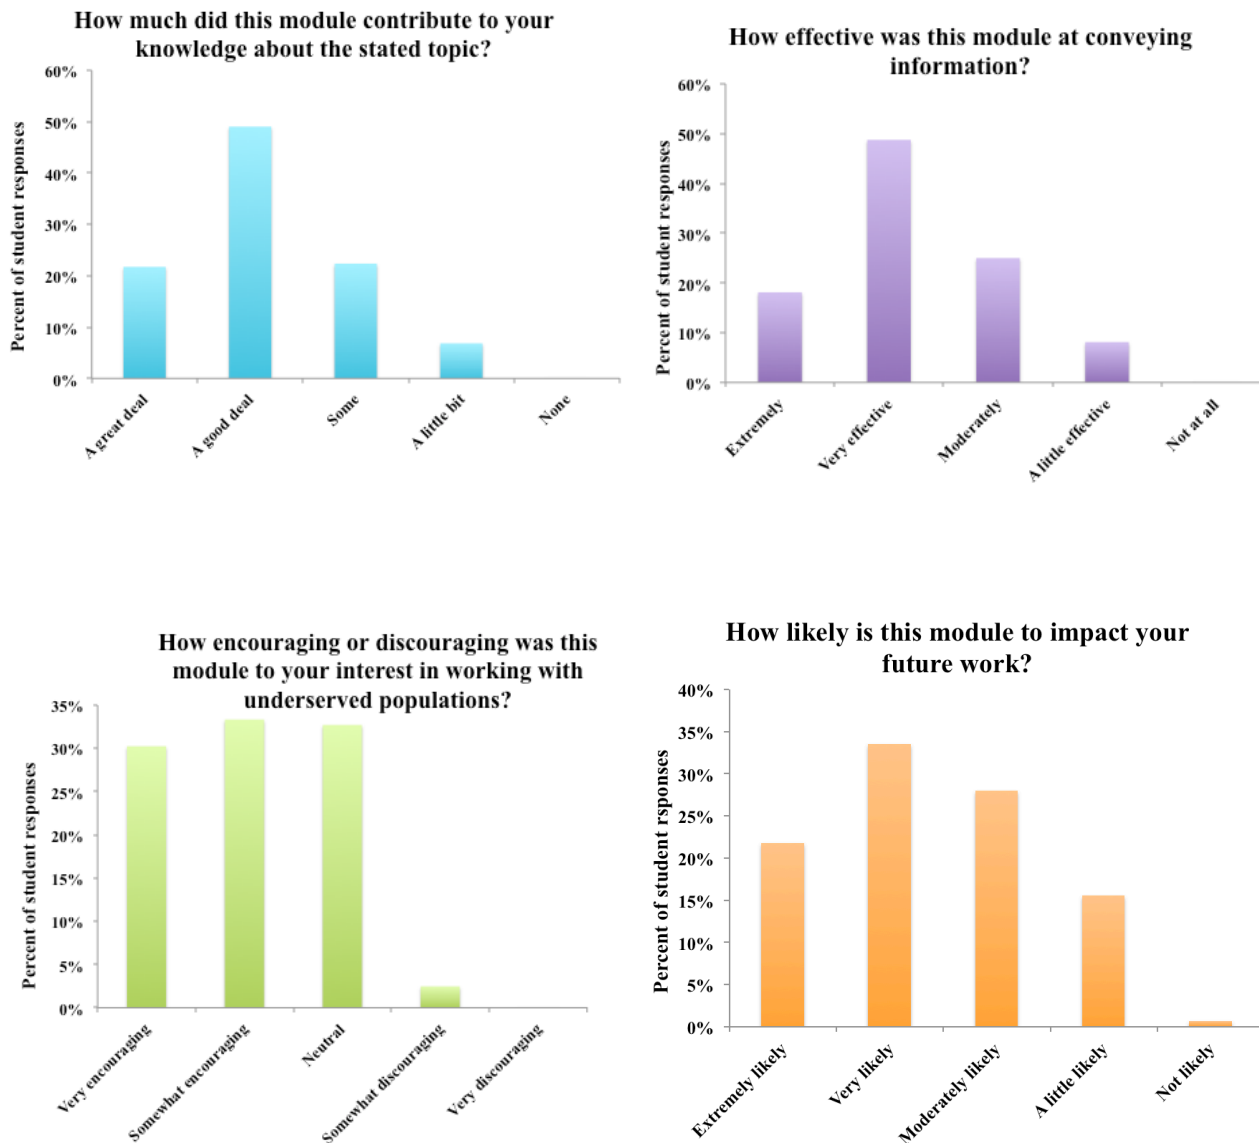 How much did this module contribute to your
knowledge about the stated topic?
Percent of student responses
60%
50%
40%
30%
20%
10%
0%
A great deal
A good deal
Some
A little bit
None
How effective was this module at conveying
information?
Percent of student responses
60%
50%
40%
30%
20%
10%
0%
Extremely
Very effective
Moderately
A little effective
Not at all
How encouraging or discouraging was this
module to your interest in working with
underserved populations?
Percent of student responses
35%
30%
25%
20%
15%
10%
5%
0%
Very encouraging
Somewhat encouraging
Neutral
Somewhat discouraging
Very discouraging
How likely is this module to impact your
future work?
Percent of student rsponses
40%
35%
30%
25%
20%
15%
10%
5%
0%
Extremely likely
Very likely
Moderately likely
A little likely
Not likely